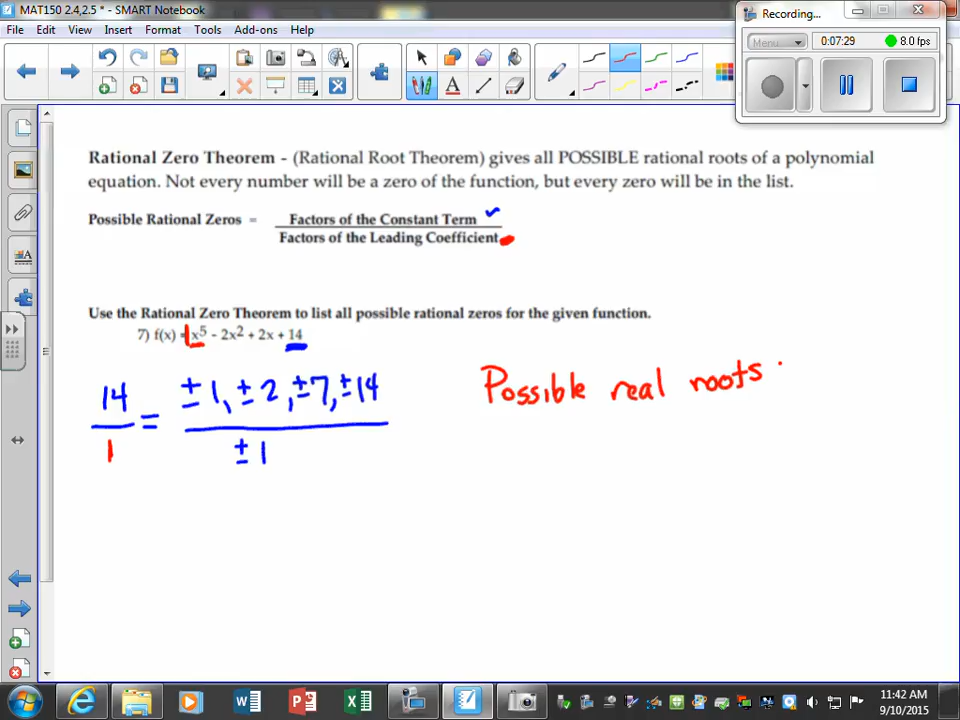 MAT150 2.4,2.5 * - SMART Notebook
File Edit View Insert Format Tools Add-ons Help
Recording...
Menu 0:07:29 8.0 fps
Rational Zero Theorem - (Rational Root Theorem) gives all POSSIBLE rational roots of a polynomial
equation. Not every number will be a zero of the function, but every zero will be in the list.
Possible Rational Zeros = Factors of the Constant Term
Factors of the Leading Coefficient
Use the Rational Zero Theorem to list all possible rational zeros for the given function.
7) f(x) = 1x⁵ - 2x² + 2x + 14
14 = ±1, ±2, ±7, ±14
1 ±1
Possible real roots
11:42 AM
9/10/2015